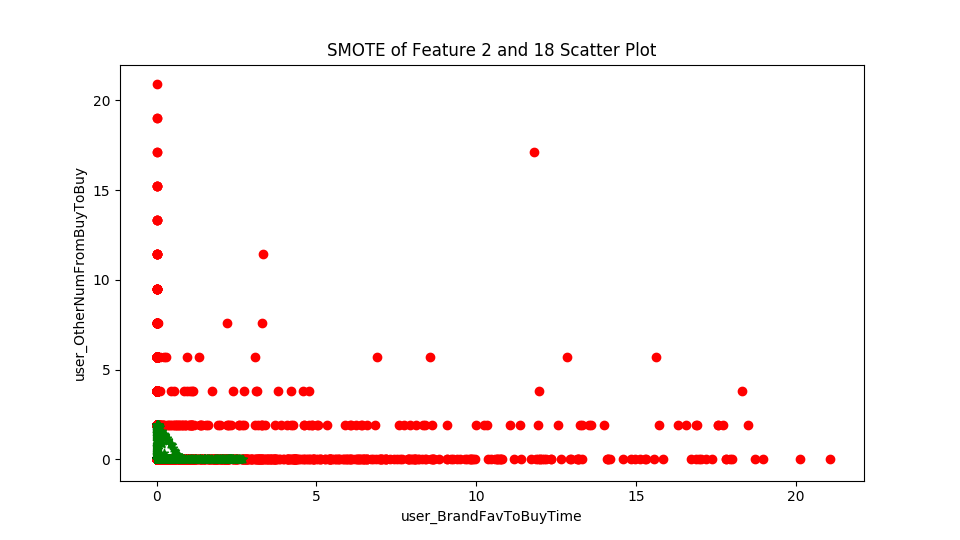 SMOTE of Feature 2 and 18 Scatter Plot
20
15
10
5
0
user_OtherNumFromBuyToBuy
0 5 10 15 20
user_BrandFavToBuyTime